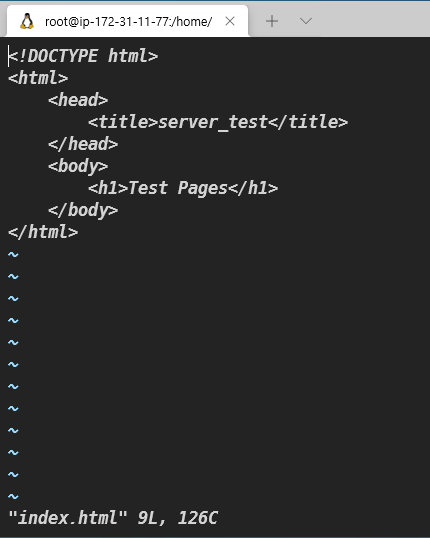 root@ip-172-31-11-77:/home/
<!DOCTYPE html>
<html>
    <head>
        <title>server_test</title>
    </head>
    <body>
        <h1>Test Pages</h1>
    </body>
</html>
~
~
~
~
~
~
~
~
~
~
~
~
"index.html" 9L, 126C